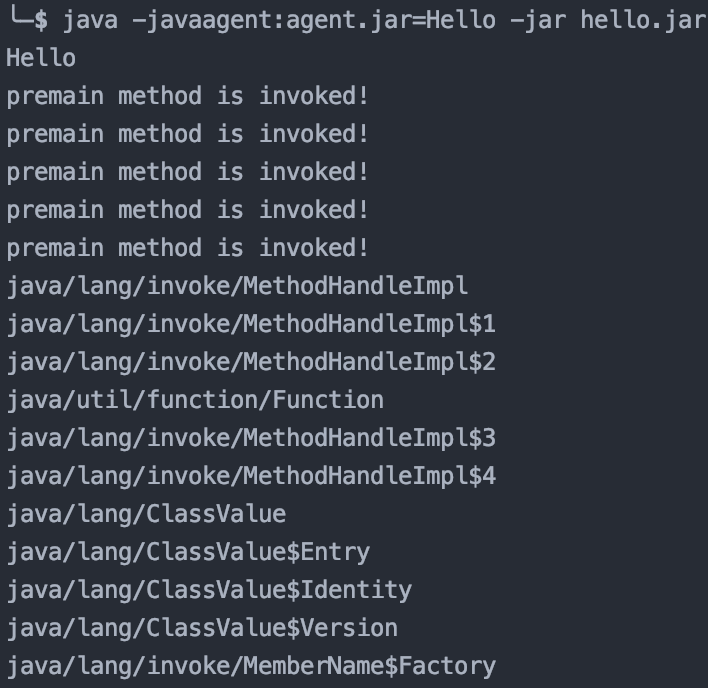 ╰─$ java -javaagent:agent.jar=Hello -jar hello.jar
Hello
premain method is invoked!
premain method is invoked!
premain method is invoked!
premain method is invoked!
premain method is invoked!
java/lang/invoke/MethodHandleImpl
java/lang/invoke/MethodHandleImpl$1
java/lang/invoke/MethodHandleImpl$2
java/util/function/Function
java/lang/invoke/MethodHandleImpl$3
java/lang/invoke/MethodHandleImpl$4
java/lang/ClassValue
java/lang/ClassValue$Entry
java/lang/ClassValue$Identity
java/lang/ClassValue$Version
java/lang/invoke/MemberName$Factory